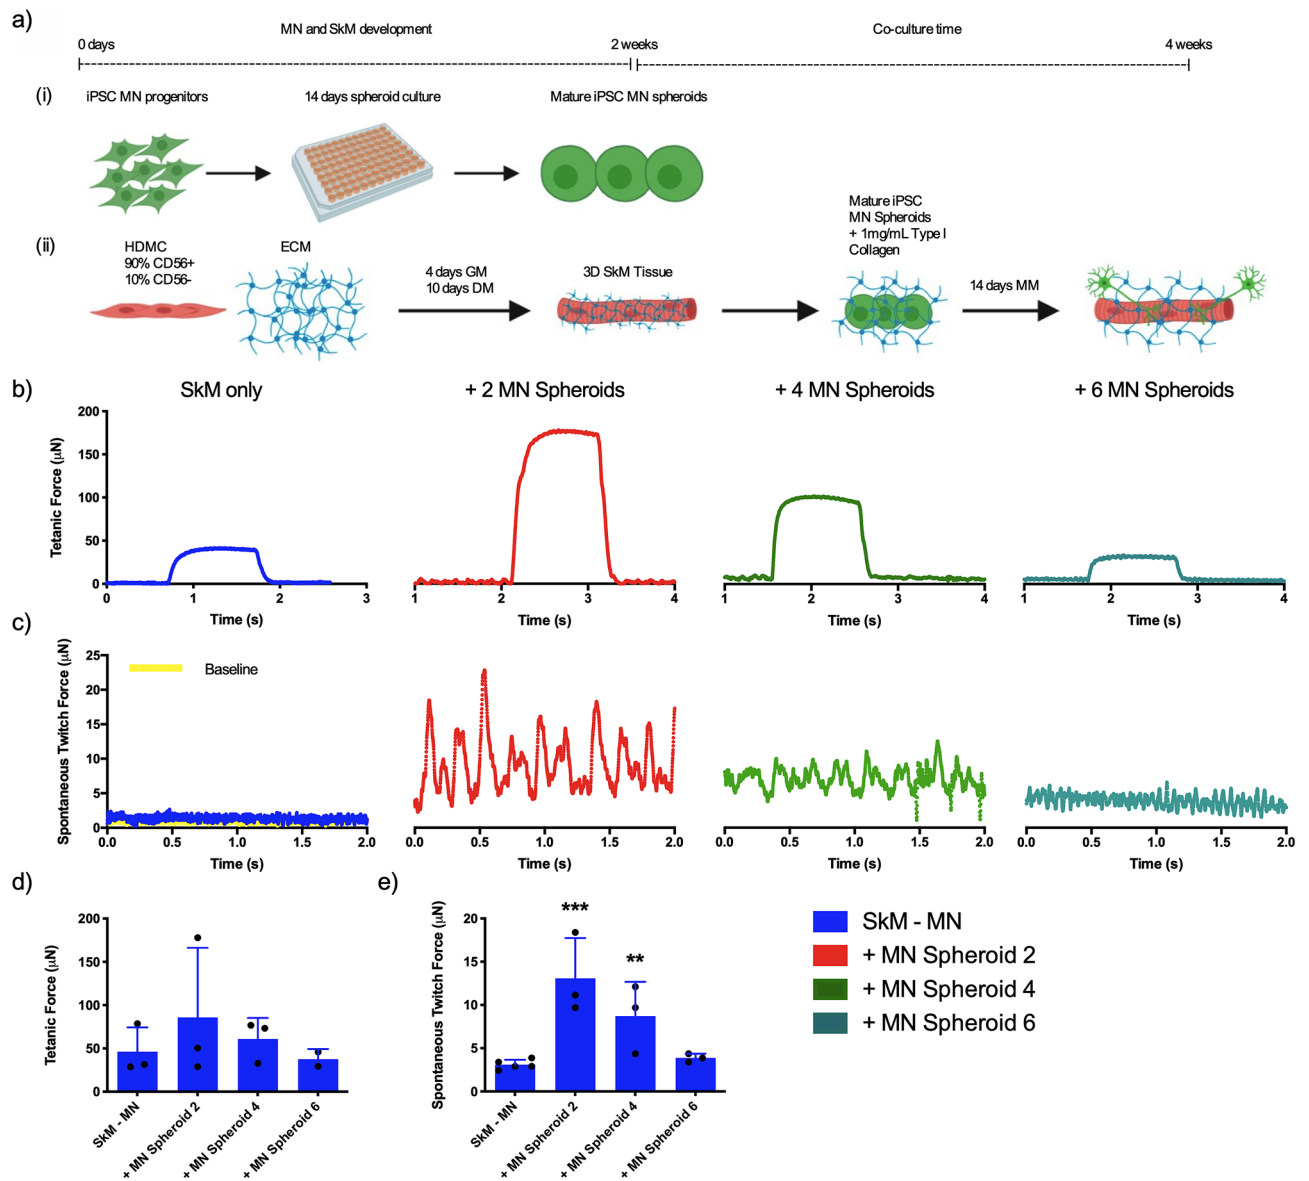 a)
MN and SkM development
Co-culture time
0 days
2 weeks
4 weeks
(i)
iPSC MN progenitors
14 days spheroid culture
Mature iPSC MN spheroids
(ii)
HDMC
90% CD56+
10% CD56-
ECM
4 days GM
10 days DM
3D SkM Tissue
Mature iPSC
MN Spheroids
+ 1mg/mL Type I
Collagen
14 days MM
b)
SkM only
+ 2 MN Spheroids
+ 4 MN Spheroids
+ 6 MN Spheroids
Tetanic Force (µN)
200
150
100
50
0
0 1 2 3
1 2 3 4
1 2 3 4
1 2 3 4
Time (s)
Time (s)
Time (s)
Time (s)
c)
Spontaneous Twitch Force (µN)
25
20
15
10
5
0
Baseline
0.0 0.5 1.0 1.5 2.0
0.0 0.5 1.0 1.5 2.0
0.0 0.5 1.0 1.5 2.0
0.0 0.5 1.0 1.5 2.0
Time (s)
Time (s)
Time (s)
Time (s)
d)
Tetanic Force (µN)
200
150
100
50
0
SkM - MN
+ MN Spheroid 2
+ MN Spheroid 4
+ MN Spheroid 6
e)
Spontaneous Twitch Force (µN)
20
15
10
5
0
***
**
SkM - MN
+ MN Spheroid 2
+ MN Spheroid 4
+ MN Spheroid 6
SkM - MN
+ MN Spheroid 2
+ MN Spheroid 4
+ MN Spheroid 6